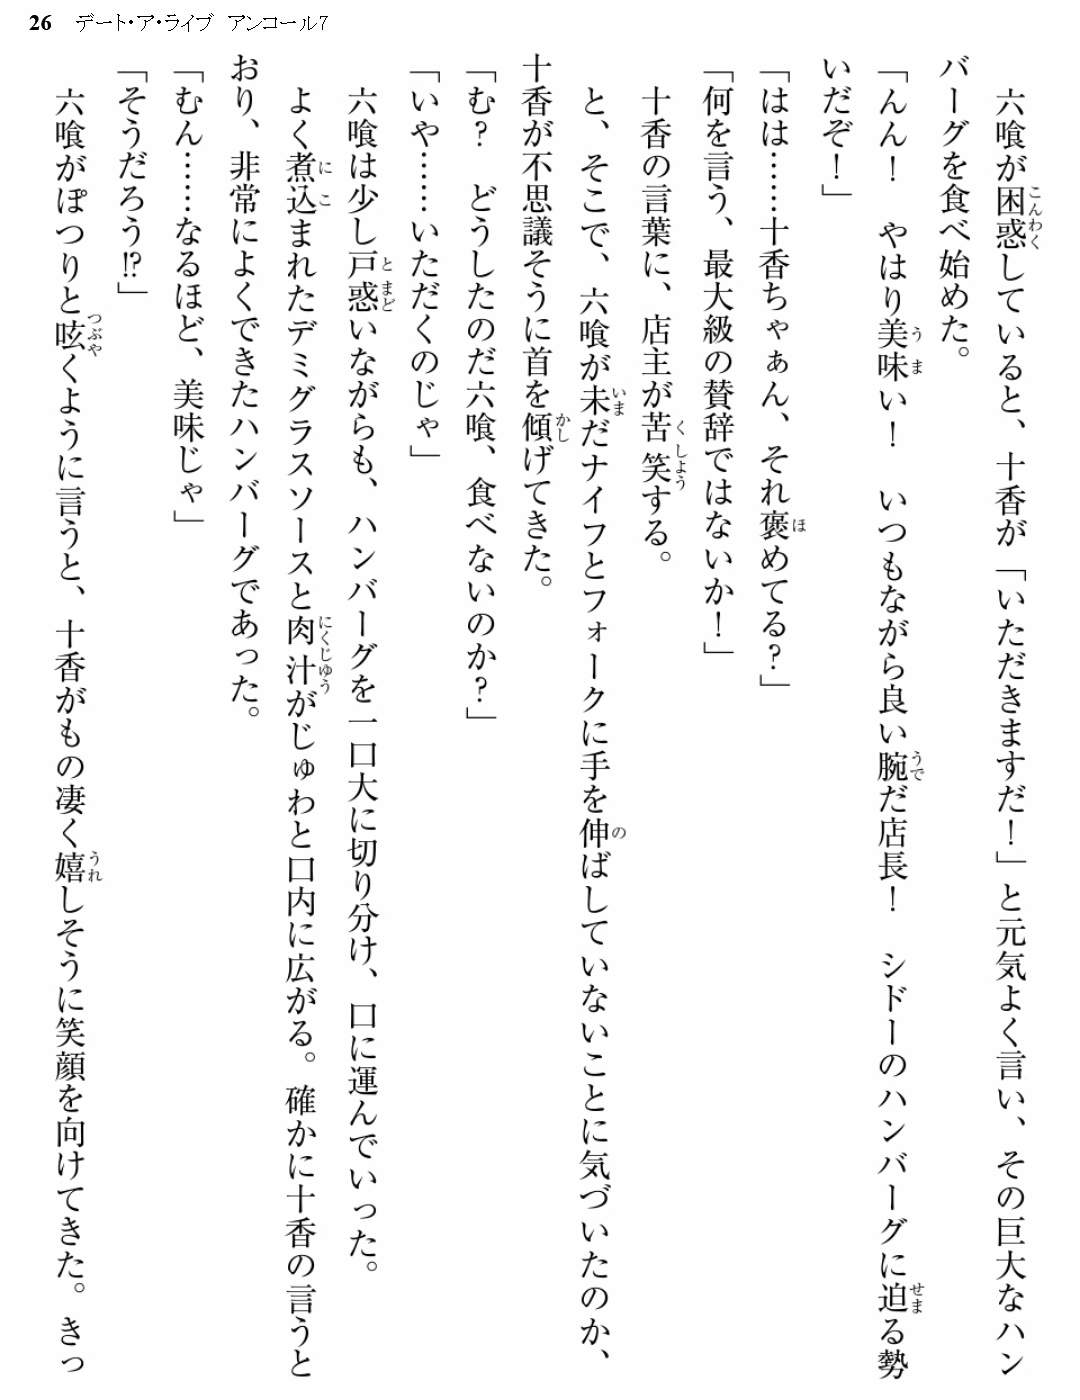 26 デート・ア・ライブ アンコール7
六喰が困惑していると、十香が「いただきますだ！」と元気よく言い、その巨大なハン
バーグを食べ始めた。
「んん！　やはり美味い！　いつもながら良い腕だ店長！　シドーのハンバーグに迫る勢
いだぞ！」
「はは……十香ちゃぁん、それ褒めてる？」
「何を言う、最大級の賛辞ではないか！」
十香の言葉に、店主が苦笑する。
と、そこで、六喰が未だナイフとフォークに手を伸ばしていないことに気づいたのか、
十香が不思議そうに首を傾げてきた。
「む？　どうしたのだ六喰、食べないのか？」
「いや……いただくのじゃ」
六喰は少し戸惑いながらも、ハンバーグを一口大に切り分け、口に運んでいった。
よく煮込まれたデミグラスソースと肉汁がじゅわと口内に広がる。確かに十香の言うと
おり、非常によくできたハンバーグであった。
「むん……なるほど、美味じゃ」
「そうだろう!?」
六喰がぽつりと呟くように言うと、十香がもの凄く嬉しそうに笑顔を向けてきた。きっ